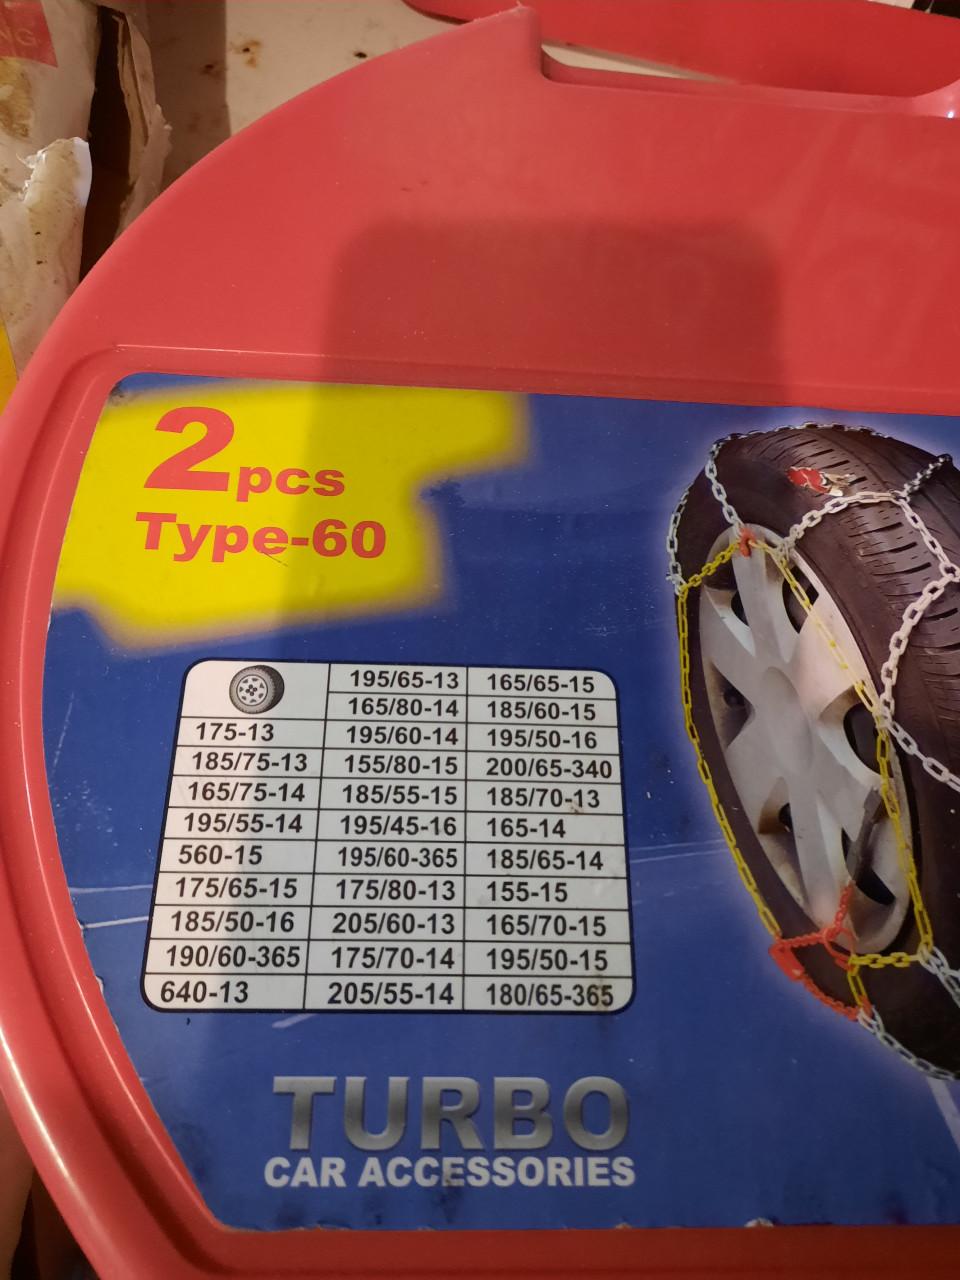 2pcs
Type-60
195/65-13 165/65-15
165/80-14 185/60-15
175-13 195/60-14 195/50-16
185/75-13 155/80-15 200/65-340
165/75-14 185/55-15 185/70-13
195/55-14 195/45-16 165-14
560-15 195/60-365 185/65-14
175/65-15 175/80-13 155-15
185/50-16 205/60-13 165/70-15
190/60-365 175/70-14 195/50-15
640-13 205/55-14 180/65-365
TURBO
CAR ACCESSORIES